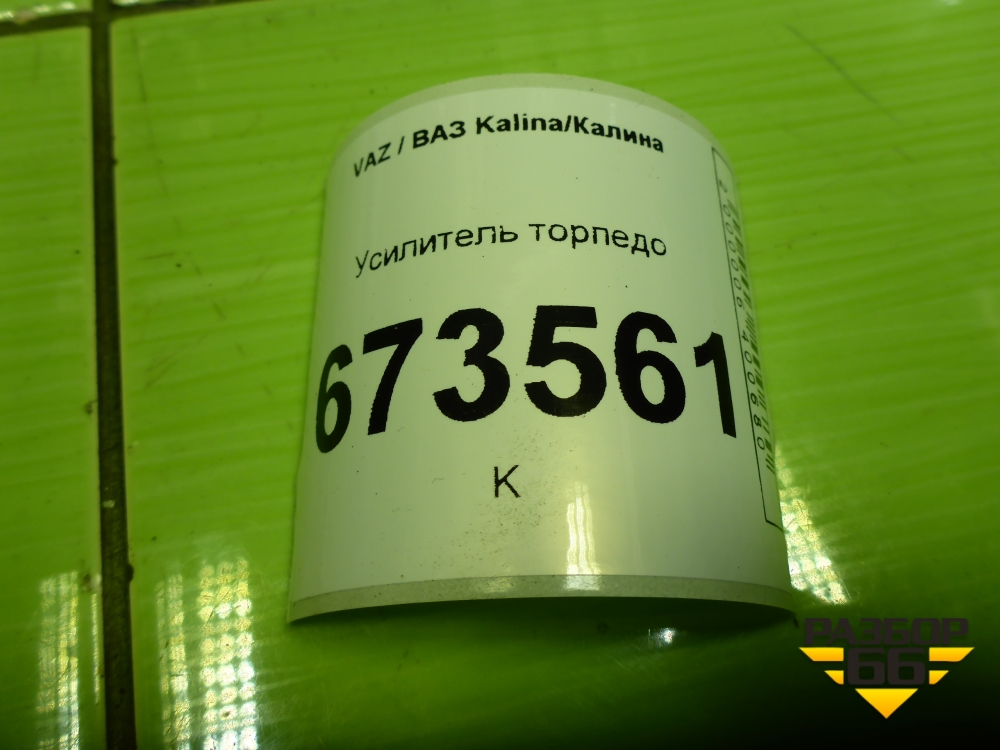 VAZ / ВАЗ Kalina/Калина
Усилитель торпедо
673561
К
РАЗБОР
66